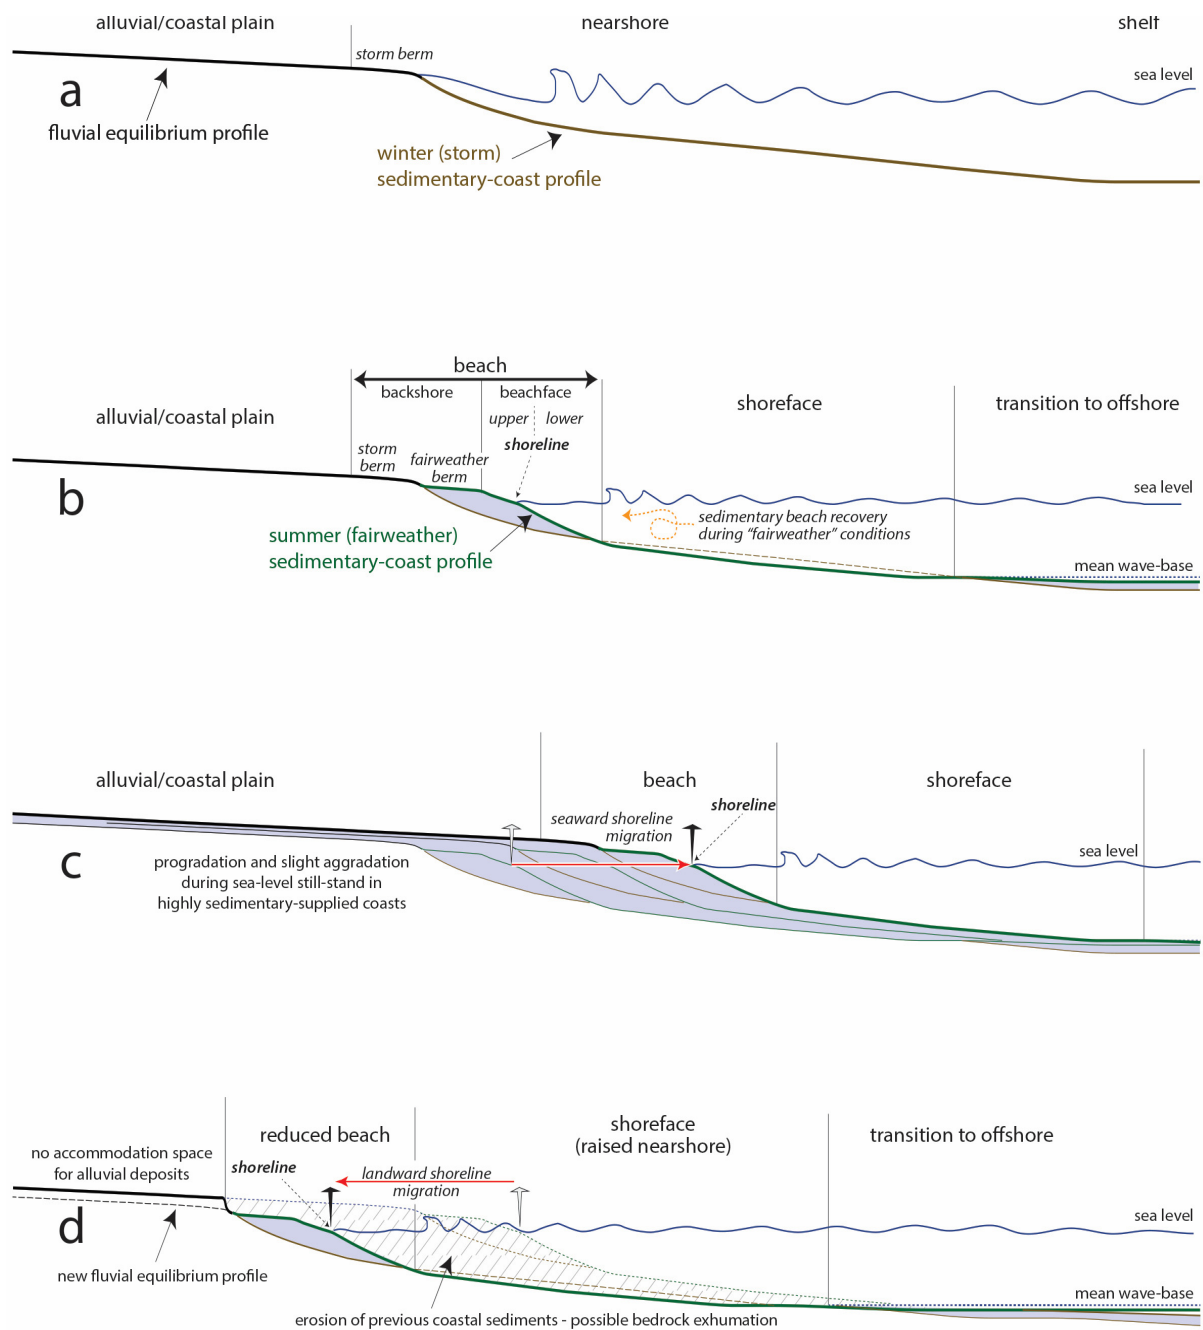 alluvial/coastal plain
nearshore
shelf
storm berm
sea level
a
fluvial equilibrium profile
winter (storm)
sedimentary-coast profile
beach
backshore
beachface
alluvial/coastal plain
shoreface
transition to offshore
upper
lower
shoreline
storm
berm
fairweather
berm
sea level
b
sedimentary beach recovery
during "fairweather" conditions
summer (fairweather)
sedimentary-coast profile
mean wave-base
alluvial/coastal plain
beach
shoreface
shoreline
seaward shoreline
migration
sea level
c
progradation and slight aggradation
during sea-level still-stand in
highly sedimentary-supplied coasts
no accommodation space
for alluvial deposits
reduced beach
shoreface
(raised nearshore)
transition to offshore
shoreline
landward shoreline
migration
sea level
d
new fluvial equilibrium profile
mean wave-base
erosion of previous coastal sediments - possible bedrock exhumation